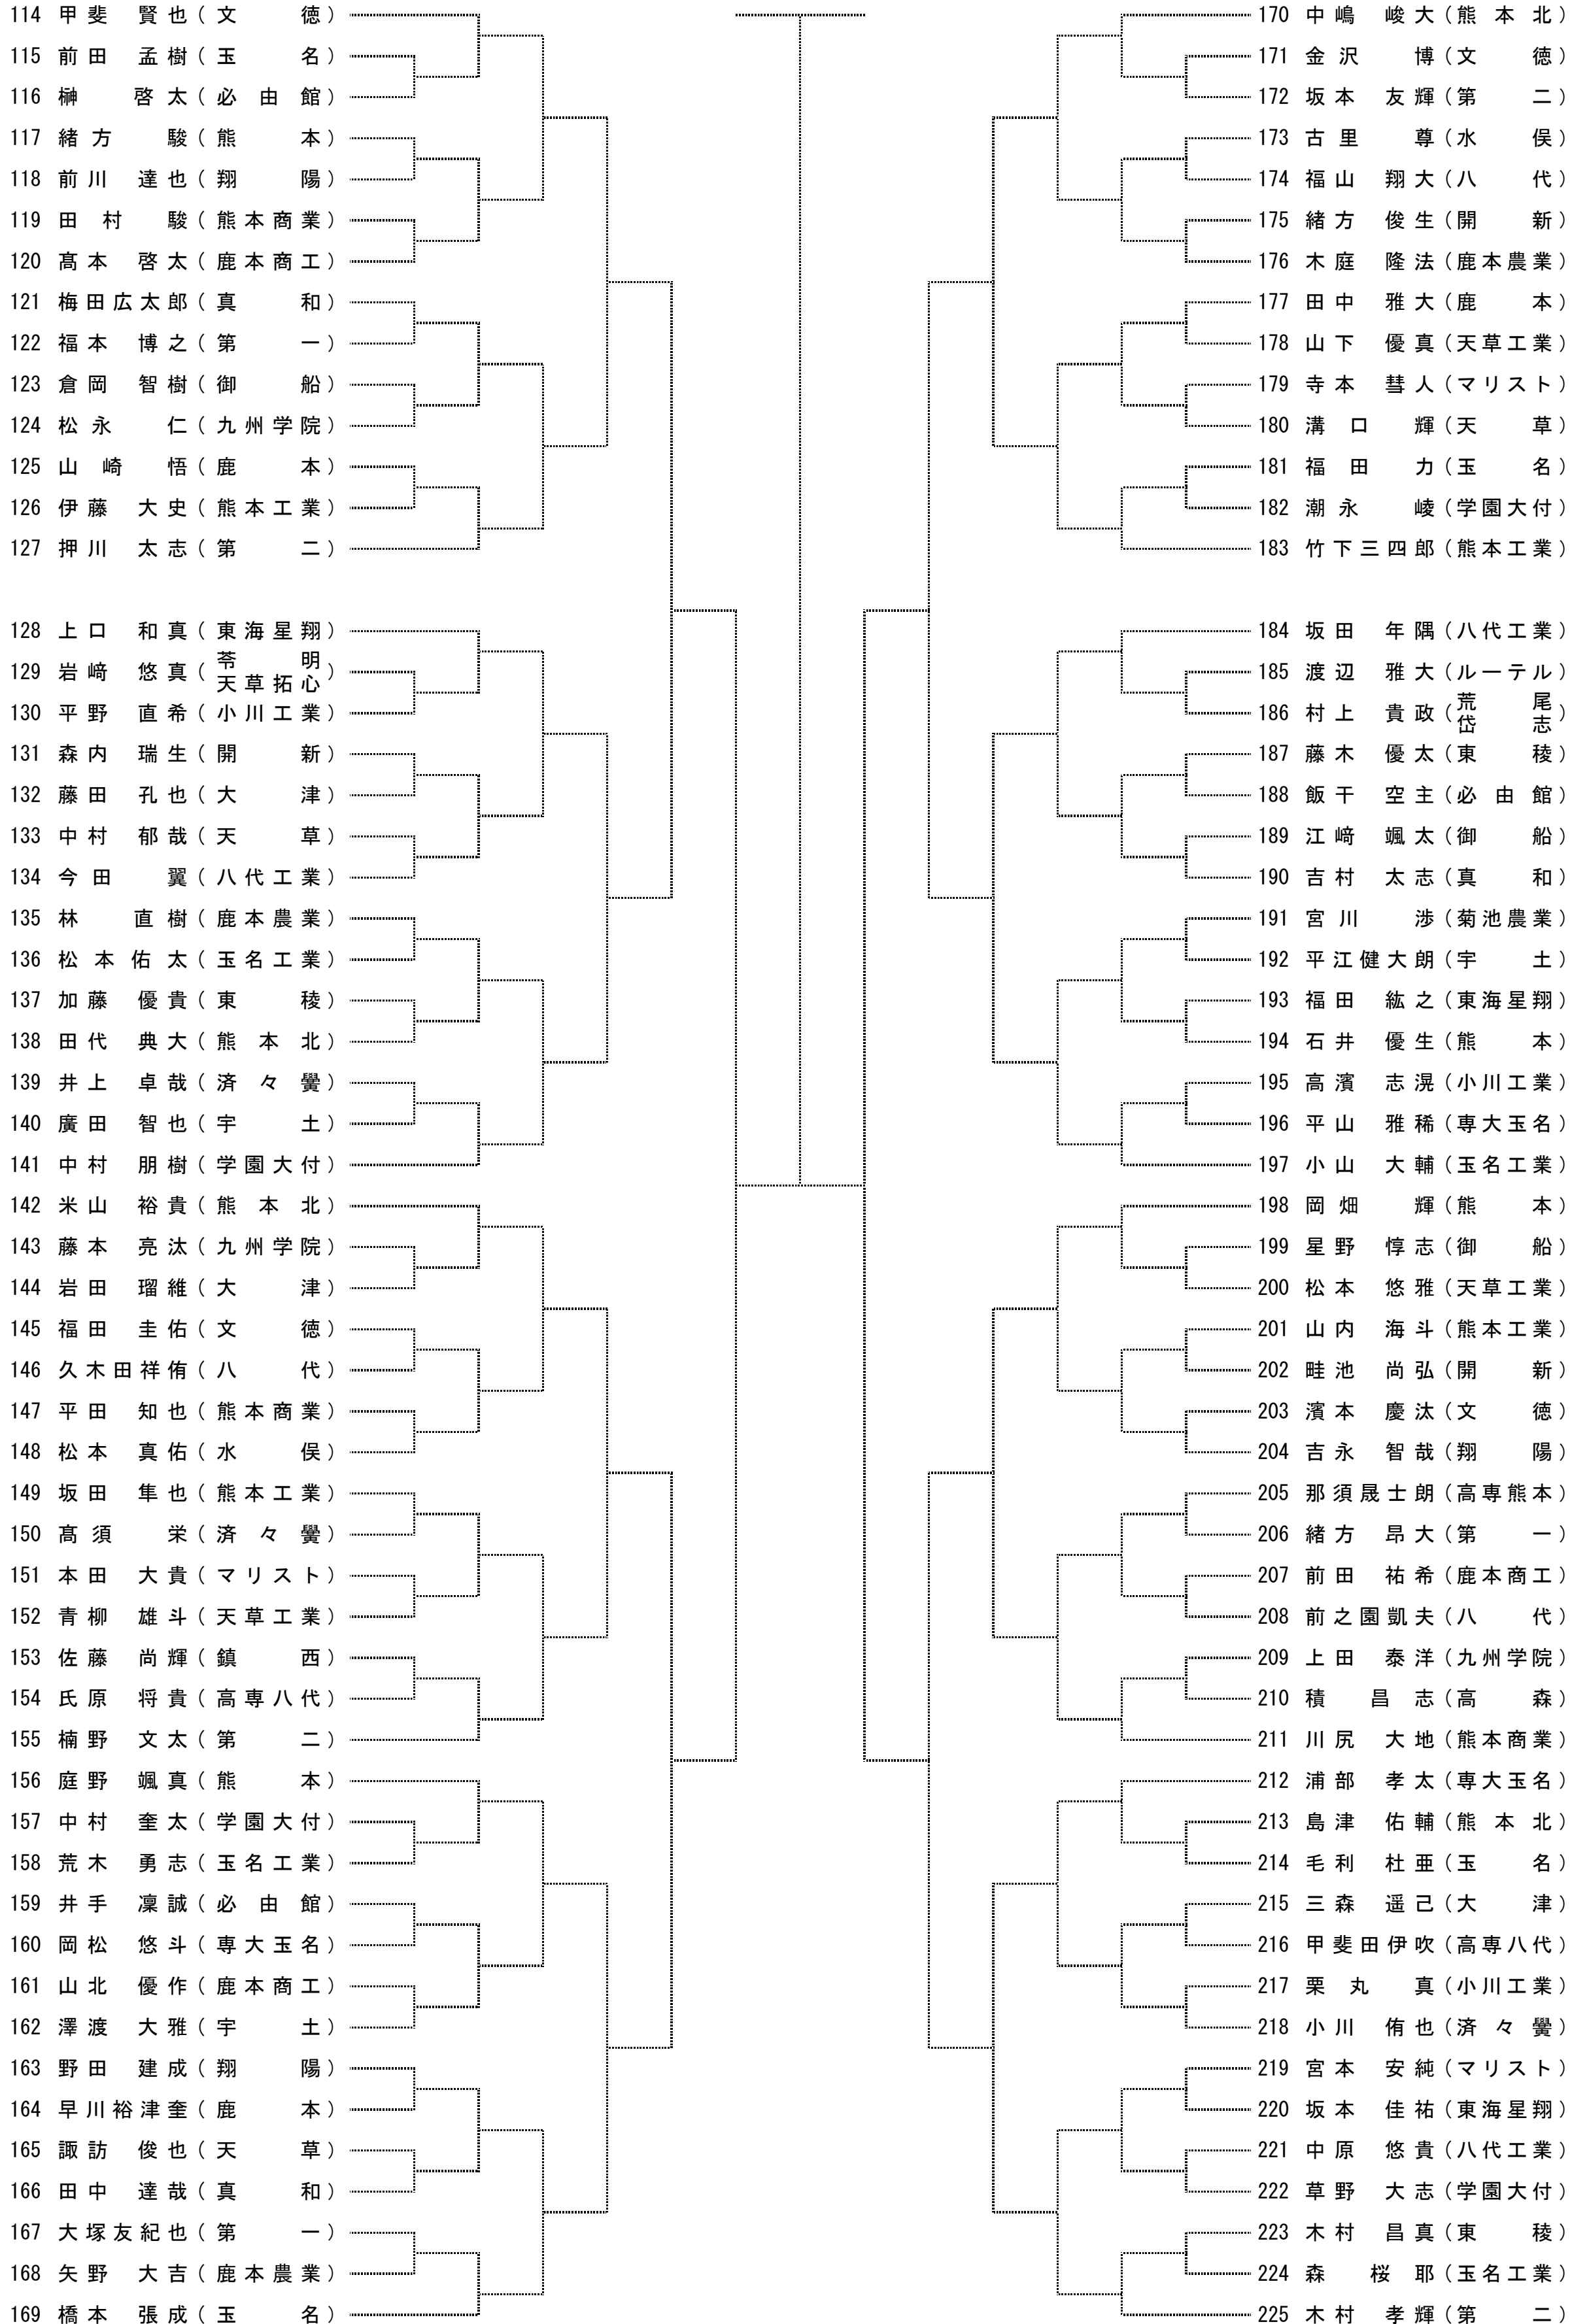 114 甲斐 賢也（文 徳）
115 前田 孟樹（玉 名）
116 榊 啓太（必由館）
117 緒方 駿（熊 本）
118 前川 達也（翔 陽）
119 田村 駿（熊本商業）
120 髙本 啓太（鹿本商工）
121 梅田広太郎（真 和）
122 福本 博之（第 一）
123 倉岡 智樹（御 船）
124 松永 仁（九州学院）
125 山崎 悟（鹿 本）
126 伊藤 大史（熊本工業）
127 押川 太志（第 二）
128 上口 和真（東海星翔）
129 岩﨑 悠真（苓 明 天草拓心）
130 平野 直希（小川工業）
131 森内 瑞生（開 新）
132 藤田 孔也（大 津）
133 中村 郁哉（天 草）
134 今田 翼（八代工業）
135 林 直樹（鹿本農業）
136 松本佑太（玉名工業）
137 加藤 優貴（東 稜）
138 田代 典大（熊本北）
139 井上 卓哉（済々黌）
140 廣田 智也（宇 土）
141 中村 朋樹（学園大付）
142 米山 裕貴（熊本北）
143 藤本 亮汰（九州学院）
144 岩田 瑠維（大 津）
145 福田 圭佑（文 徳）
146 久木田祥侑（八 代）
147 平田 知也（熊本商業）
148 松本 真佑（水 俣）
149 坂田 隼也（熊本工業）
150 髙須 栄（済々黌）
151 本田 大貴（マリスト）
152 青柳 雄斗（天草工業）
153 佐藤 尚輝（鎮 西）
154 氏原 将貴（高専八代）
155 楠野 文太（第 二）
156 庭野 颯真（熊 本）
157 中村 奎太（学園大付）
158 荒木 勇志（玉名工業）
159 井手 凜誠（必由館）
160 岡松 悠斗（専大玉名）
161 山北 優作（鹿本商工）
162 澤渡 大雅（宇 土）
163 野田 建成（翔 陽）
164 早川裕津奎（鹿 本）
165 諏訪 俊也（天 草）
166 田中 達哉（真 和）
167 大塚友紀也（第 一）
168 矢野 大吉（鹿本農業）
169 橋本 張成（玉 名）
170 中嶋 峻大（熊本北）
171 金沢 博（文 徳）
172 坂本 友輝（第 二）
173 古里 尊（水 俣）
174 福山 翔大（八 代）
175 緒方 俊生（開 新）
176 木庭 隆法（鹿本農業）
177 田中 雅大（鹿 本）
178 山下 優真（天草工業）
179 寺本 彗人（マリスト）
180 溝口 輝（天 草）
181 福田 力（玉 名）
182 潮永 崚（学園大付）
183 竹下三四郎（熊本工業）
184 坂田 年隅（八代工業）
185 渡辺 雅大（ルーテル）
186 村上 貴政（荒 尾 岱 志）
187 藤木 優太（東 稜）
188 飯干 空主（必由館）
189 江﨑 颯太（御 船）
190 吉村 太志（真 和）
191 宮川 渉（菊池農業）
192 平江健大朗（宇 土）
193 福田 紘之（東海星翔）
194 石井 優生（熊 本）
195 高濱 志滉（小川工業）
196 平山 雅稀（専大玉名）
197 小山 大輔（玉名工業）
198 岡畑 輝（熊 本）
199 星野 惇志（御 船）
200 松本 悠雅（天草工業）
201 山内 海斗（熊本工業）
202 畦池 尚弘（開 新）
203 濱本 慶汰（文 徳）
204 吉永 智哉（翔 陽）
205 那須晟士朗（高専熊本）
206 緒方 昂大（第 一）
207 前田 祐希（鹿本商工）
208 前之園凱夫（八 代）
209 上田 泰洋（九州学院）
210 積 昌志（高 森）
211 川尻 大地（熊本商業）
212 浦部 孝太（専大玉名）
213 島津 佑輔（熊本北）
214 毛利 杜亜（玉 名）
215 三森 遥己（大 津）
216 甲斐田伊吹（高専八代）
217 栗丸 真（小川工業）
218 小川 侑也（済々黌）
219 宮本 安純（マリスト）
220 坂本 佳祐（東海星翔）
221 中原 悠貴（八代工業）
222 草野 大志（学園大付）
223 木村 昌真（東 稜）
224 森 桜耶（玉名工業）
225 木村 孝輝（第 二）